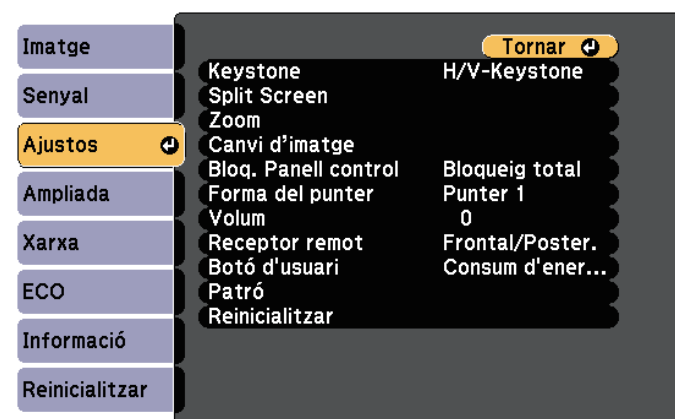 Imatge
Senyal
Ajustos
Ampliada
Xarxa
ECO
Informació
Reinicialitzar
Tornar
Keystone H/V-Keystone
Split Screen
Zoom
Canvi d'imatge
Bloq. Panell control Bloqueig total
Forma del punter Punter 1
Volum 0
Receptor remot Frontal/Poster.
Botó d'usuari Consum d'ener...
Patró
Reinicialitzar